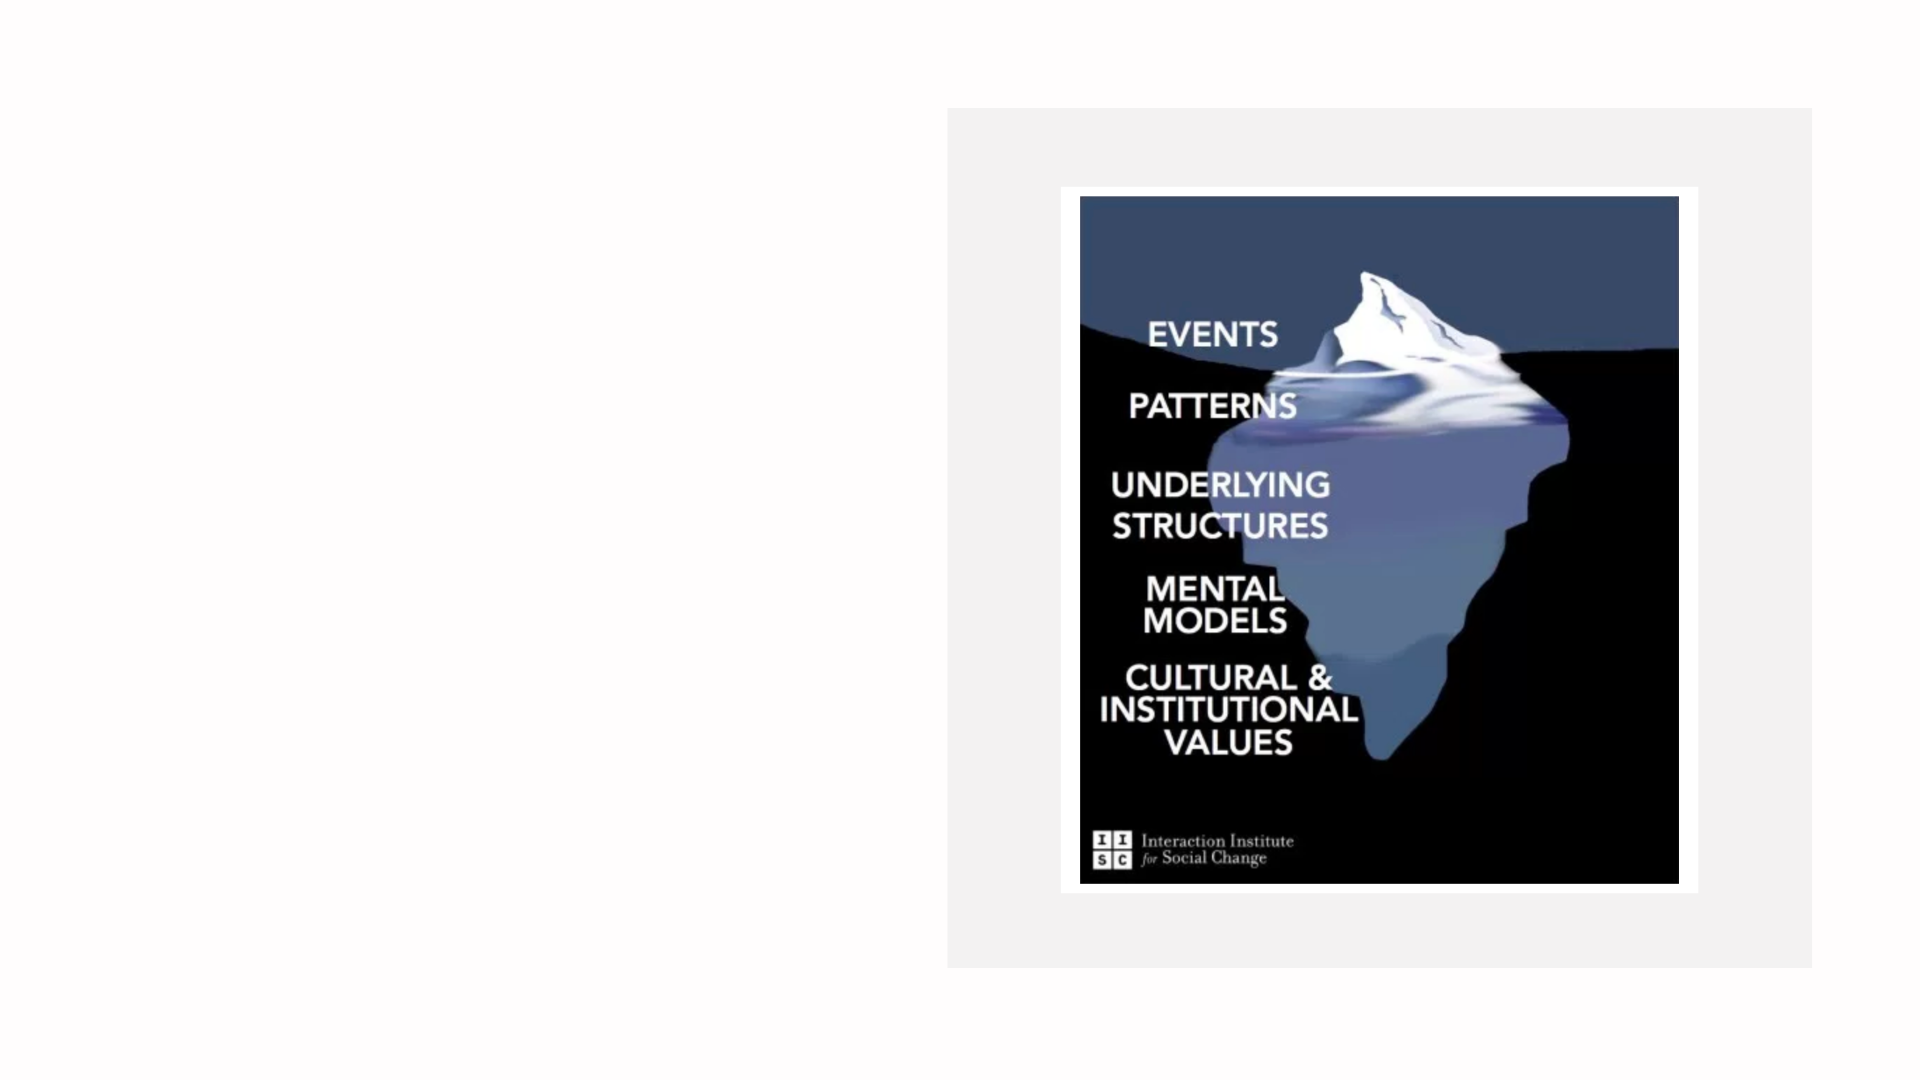 EVENTS
PATTERNS
UNDERLYING
STRUCTURES
MENTAL
MODELS
CULTURAL &
INSTITUTIONAL
VALUES
I I
S C
Interaction Institute
for Social Change